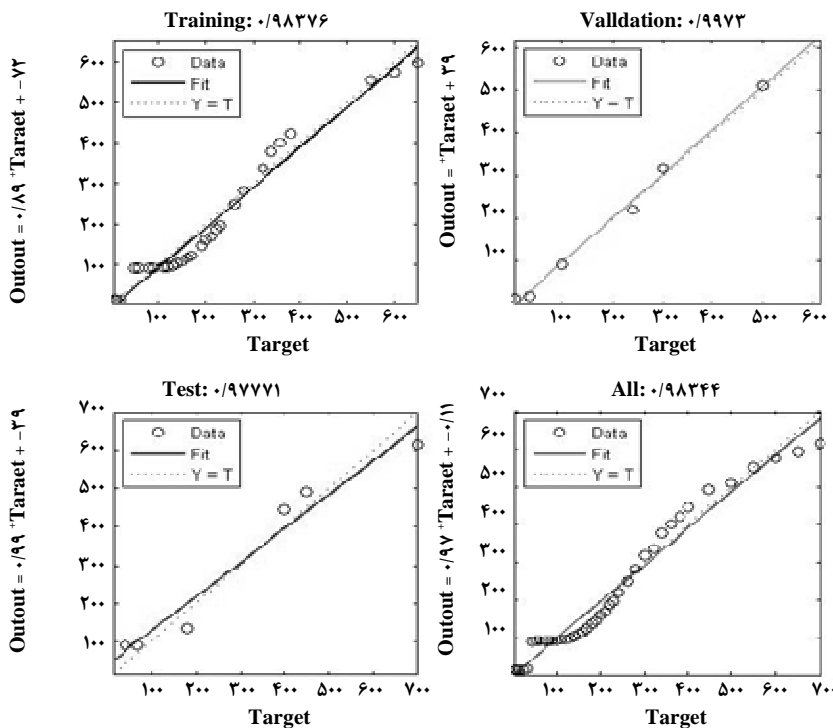 Training: ۰/۹۸۳۷۶
Outout = ۰/۸۹ *Taraet + -۷۳
۶۰۰
۵۰۰
۴۰۰
۳۰۰
۲۰۰
۱۰۰
Data
Fit
Y = T
۱۰۰ ۲۰۰ ۳۰۰ ۴۰۰ ۵۰۰ ۶۰۰
Target
Valldation: ۰/۹۹۷۳
Outout = *Taraet + ۳۹
۶۰۰
۵۰۰
۴۰۰
۳۰۰
۲۰۰
۱۰۰
Data
Fit
Y = T
۱۰۰ ۲۰۰ ۳۰۰ ۴۰۰ ۵۰۰ ۶۰۰
Target
Test: ۰/۹۷۷۷۱
Outout = ۰/۹۹ *Taraet + -۳۹
۷۰۰
۶۰۰
۵۰۰
۴۰۰
۳۰۰
۲۰۰
۱۰۰
Data
Fit
Y = T
۱۰۰ ۲۰۰ ۳۰۰ ۴۰۰ ۵۰۰ ۶۰۰ ۷۰۰
Target
All: ۰/۹۸۳۴۴
Outout = ۰/۹۷ *Taraet + -۰/۱۱
۷۰۰
۶۰۰
۵۰۰
۴۰۰
۳۰۰
۲۰۰
۱۰۰
Data
Fit
Y = T
۱۰۰ ۲۰۰ ۳۰۰ ۴۰۰ ۵۰۰ ۶۰۰ ۷۰۰
Target